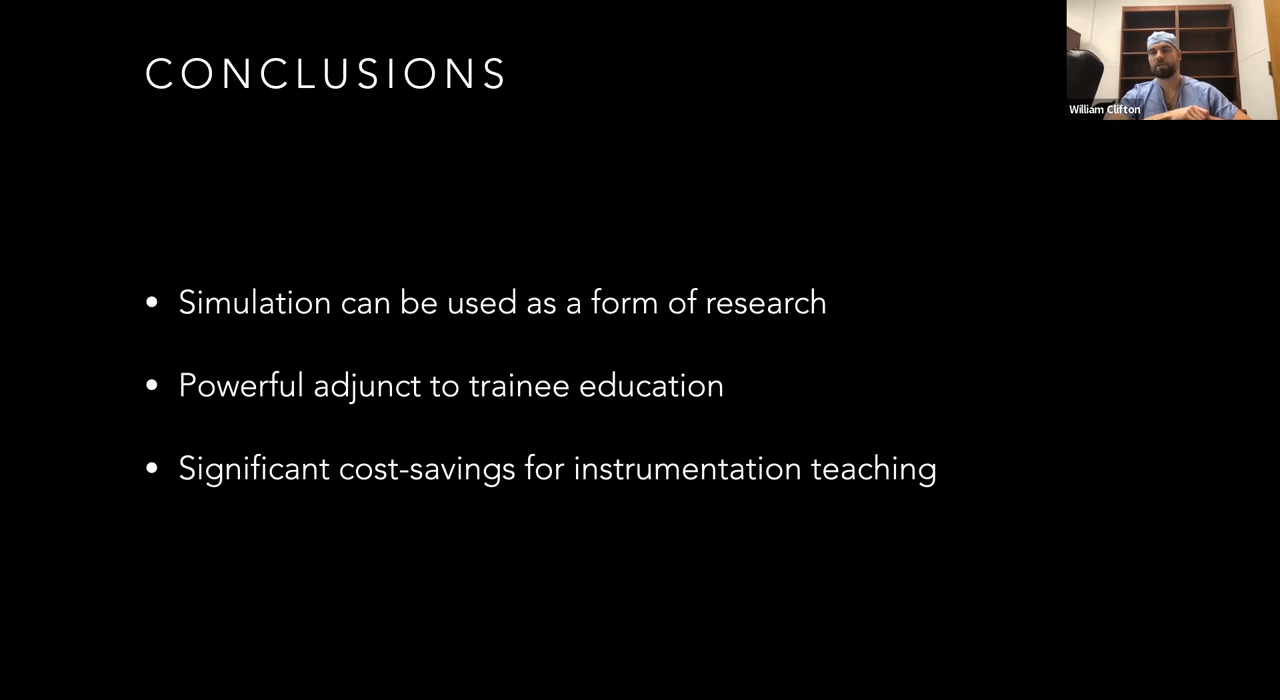 CONCLUSIONS
William Clifton
• Simulation can be used as a form of research
• Powerful adjunct to trainee education
• Significant cost-savings for instrumentation teaching